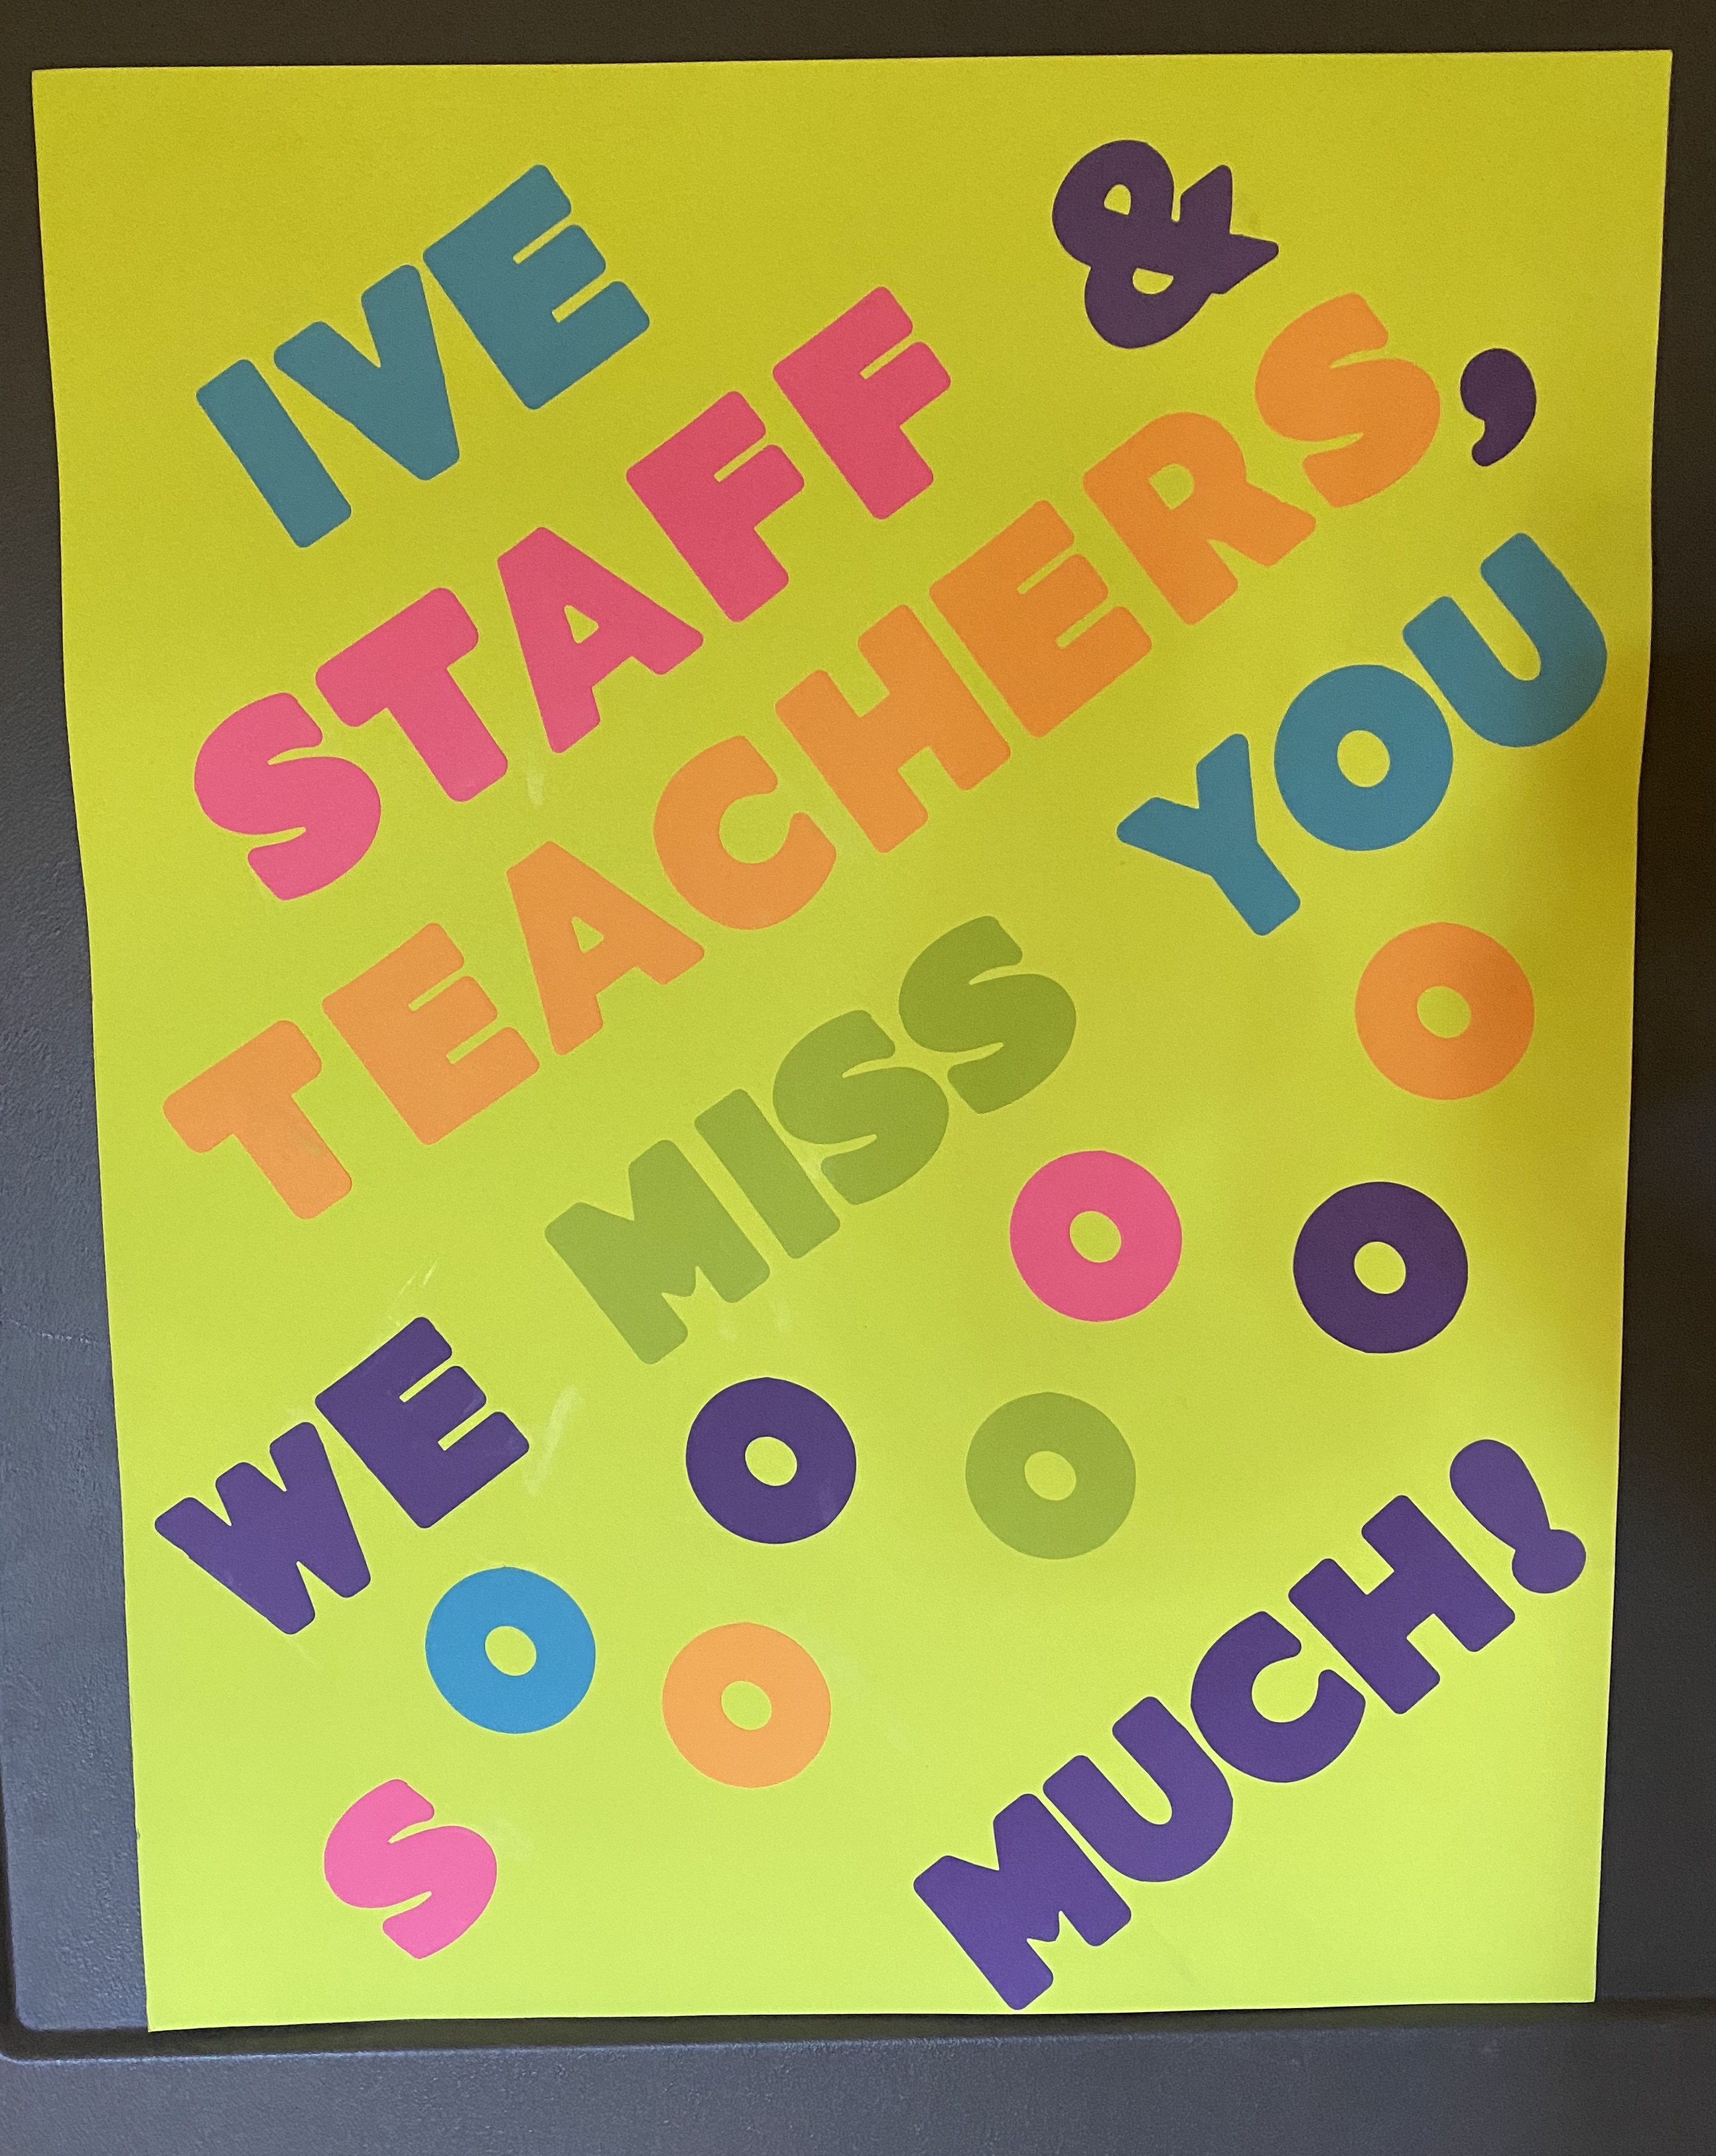 IVE
STAFF &
TEACHERS,
WE MISS YOU
SOOOOOOO
MUCH!